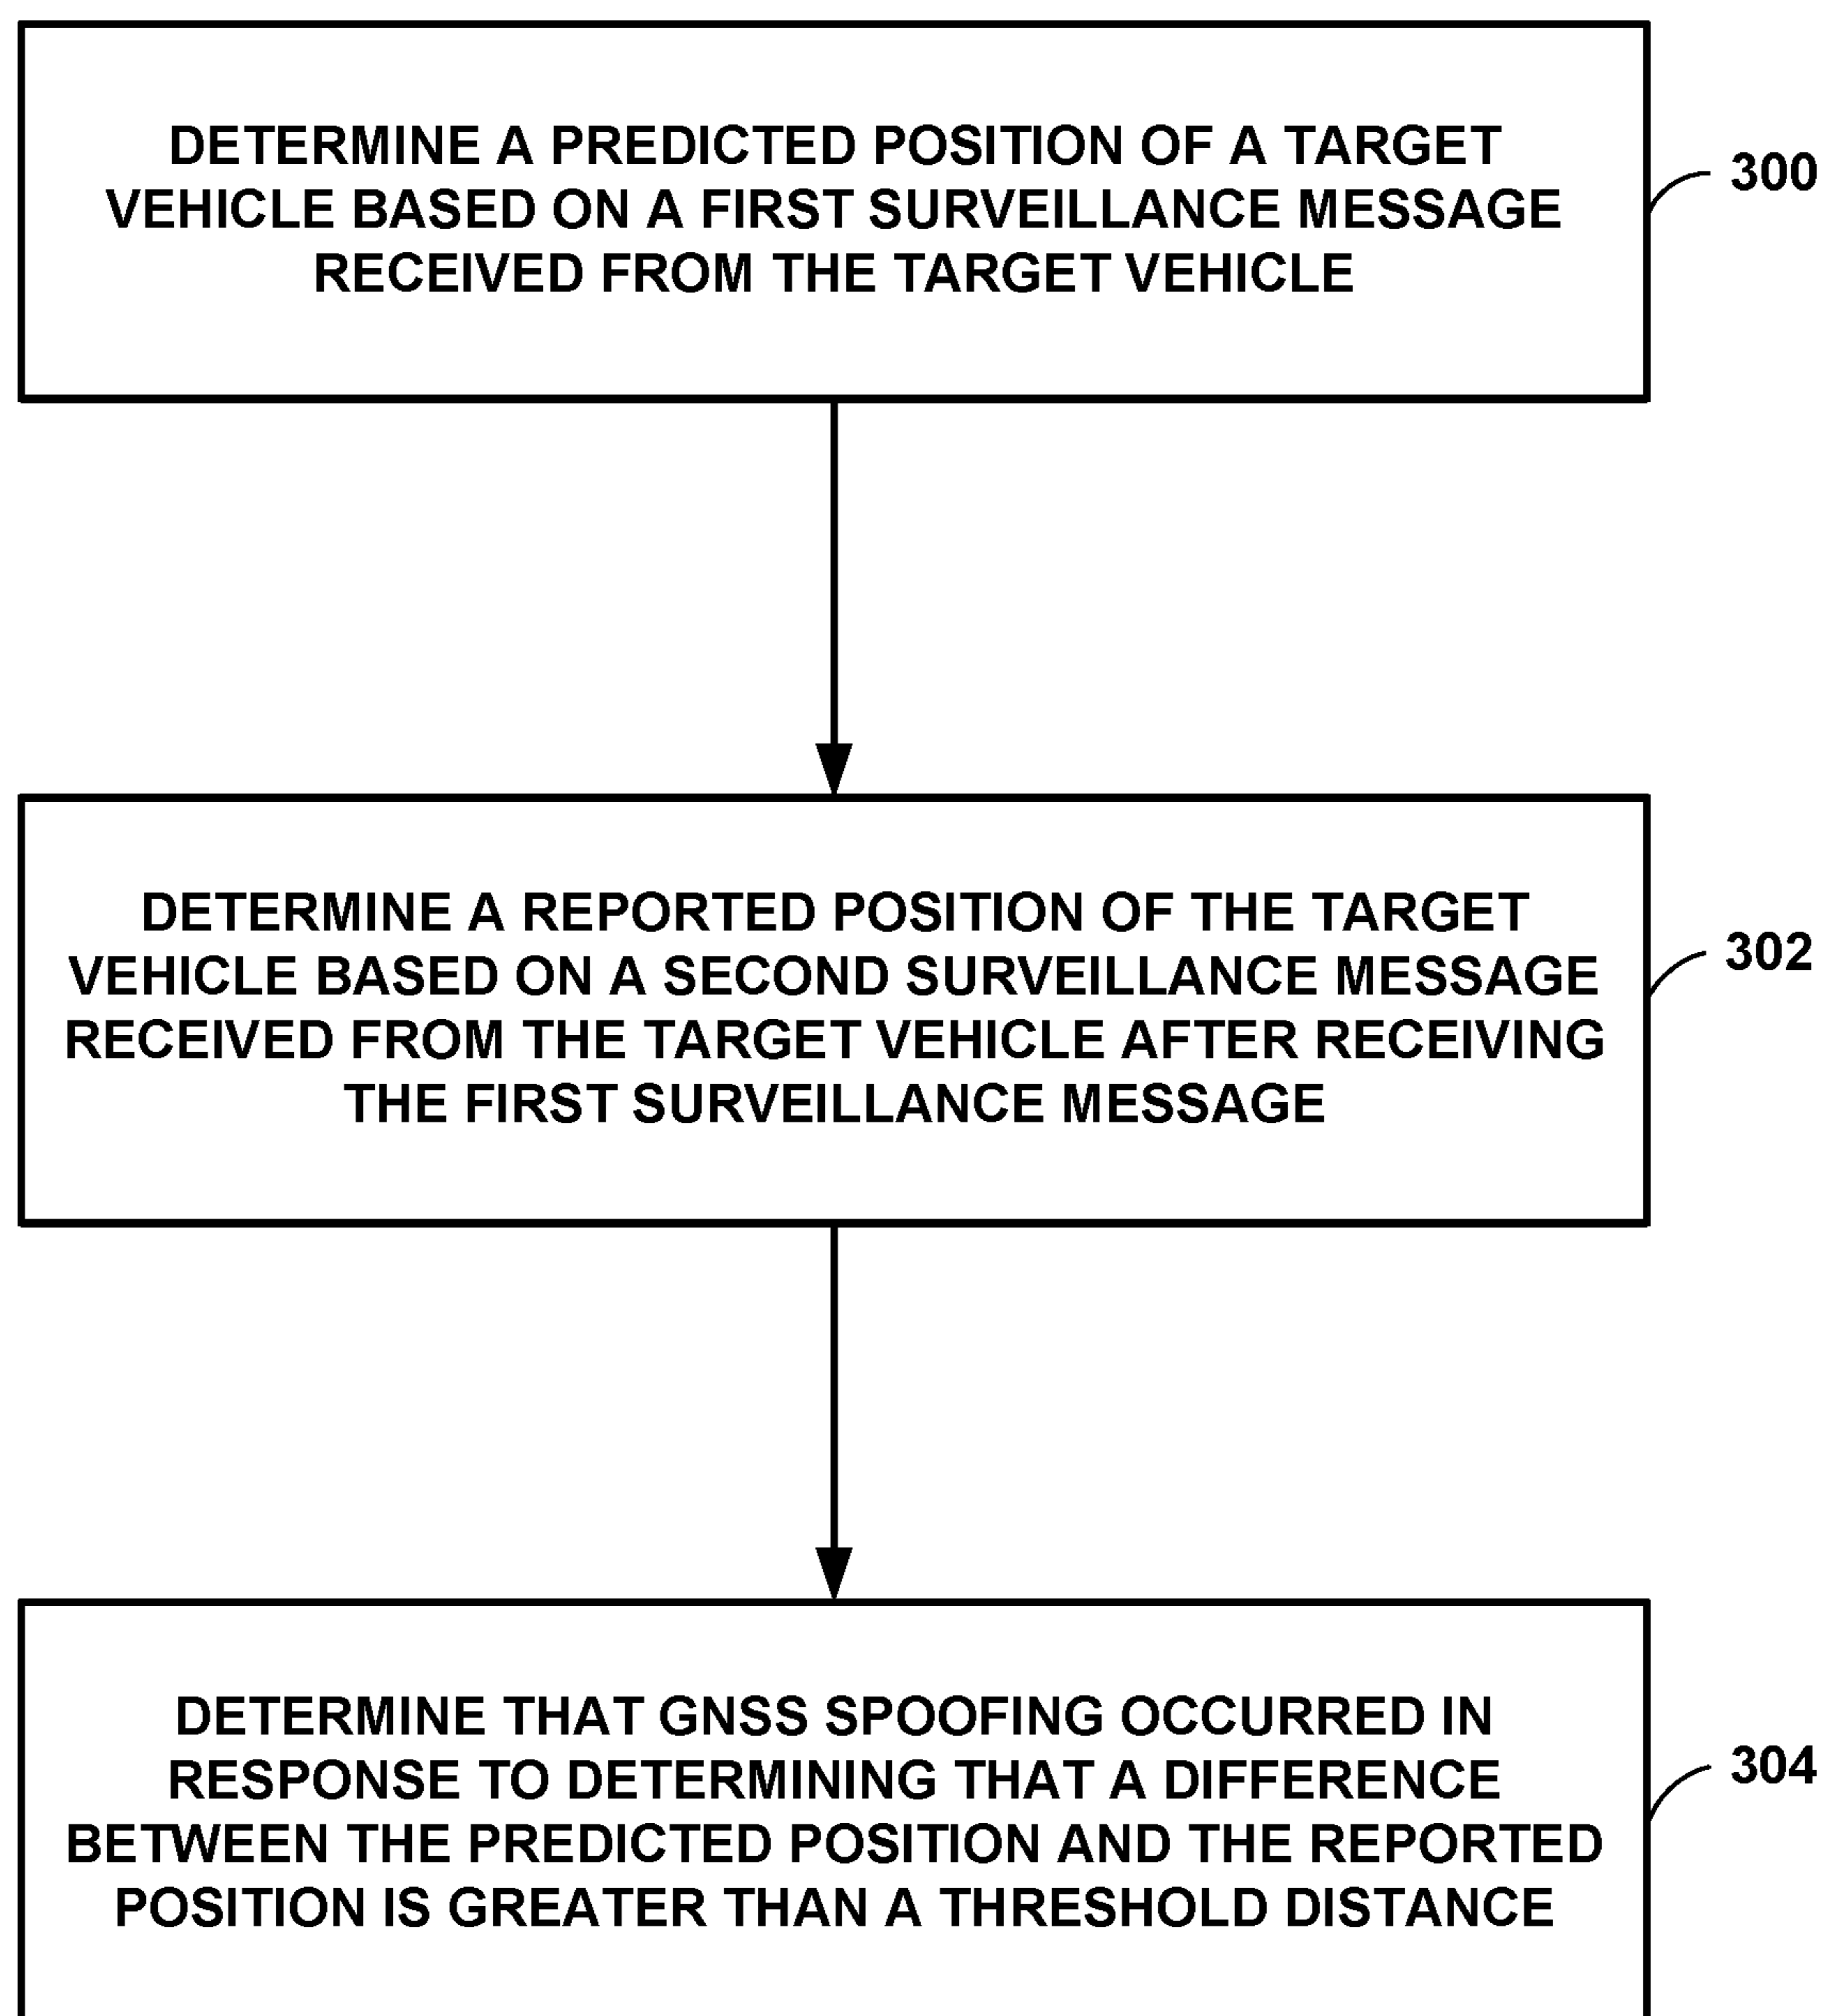 DETERMINE A PREDICTED POSITION OF A TARGET
VEHICLE BASED ON A FIRST SURVEILLANCE MESSAGE
RECEIVED FROM THE TARGET VEHICLE
300
DETERMINE A REPORTED POSITION OF THE TARGET
VEHICLE BASED ON A SECOND SURVEILLANCE MESSAGE
RECEIVED FROM THE TARGET VEHICLE AFTER RECEIVING
THE FIRST SURVEILLANCE MESSAGE
302
DETERMINE THAT GNSS SPOOFING OCCURRED IN
RESPONSE TO DETERMINING THAT A DIFFERENCE
BETWEEN THE PREDICTED POSITION AND THE REPORTED
POSITION IS GREATER THAN A THRESHOLD DISTANCE
304